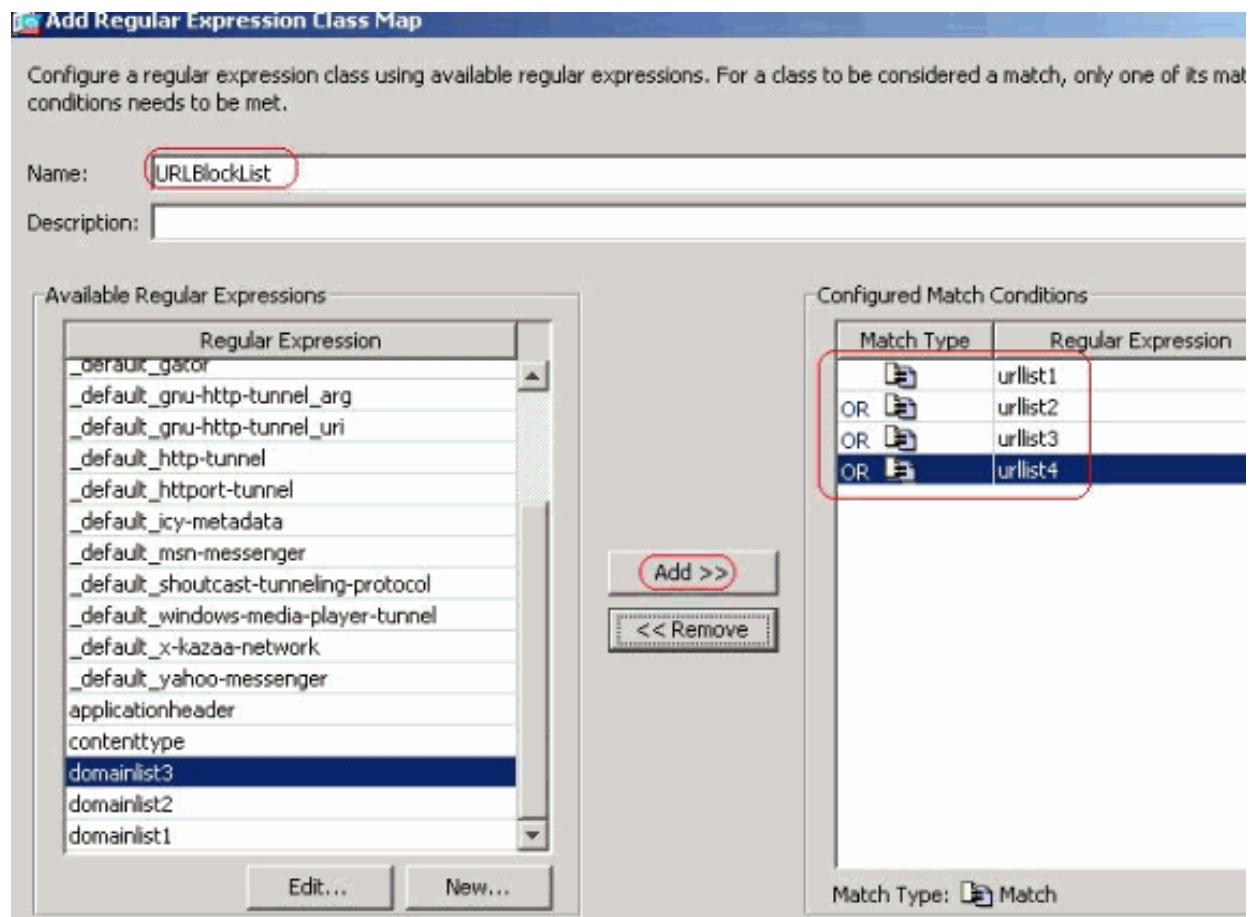 Add Regular Expression Class Map
Configure a regular expression class using available regular expressions. For a class to be considered a match, only one of its mat
conditions needs to be met.
Name: URLBlockList
Description:
Available Regular Expressions
Regular Expression
_default_gator
_default_gnu-http-tunnel_arg
_default_gnu-http-tunnel_uri
_default_http-tunnel
_default_httport-tunnel
_default_icy-metadata
_default_msn-messenger
_default_shoutcast-tunneling-protocol
_default_windows-media-player-tunnel
_default_x-kazaa-network
_default_yahoo-messenger
applicationheader
contenttype
domainlist3
domainlist2
domainlist1
Edit... New...
Add >>
<< Remove
Configured Match Conditions
Match Type Regular Expression
urllist1
OR urllist2
OR urllist3
OR urllist4
Match Type: Match